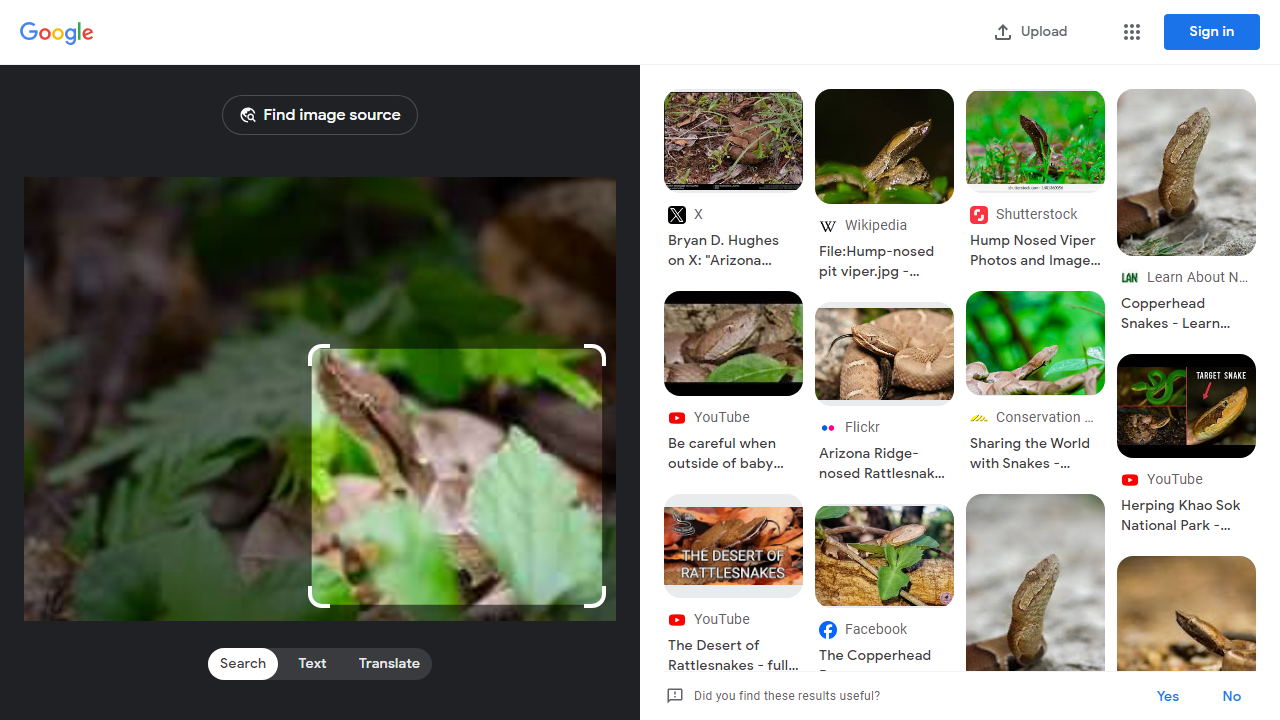 Google
Upload
Sign in
Find image source
Search
Text
Translate
X
Bryan D. Hughes
on X: "Arizona...
W
Wikipedia
File:Hump-nosed
pit viper.jpg -...
Shutterstock
Hump Nosed Viper
Photos and Image...
LAN
Learn About N...
Copperhead
Snakes - Learn...
YouTube
Be careful when
outside of baby...
Flickr
Arizona Ridge-
nosed Rattlesnak...
Conservation ...
Sharing the World
with Snakes -...
TARGET SNAKE
YouTube
Herping Khao Sok
National Park -...
THE DESERT OF
RATTLESNAKES
YouTube
The Desert of
Rattlesnakes - full...
Facebook
The Copperhead
Did you find these results useful?
Yes
No